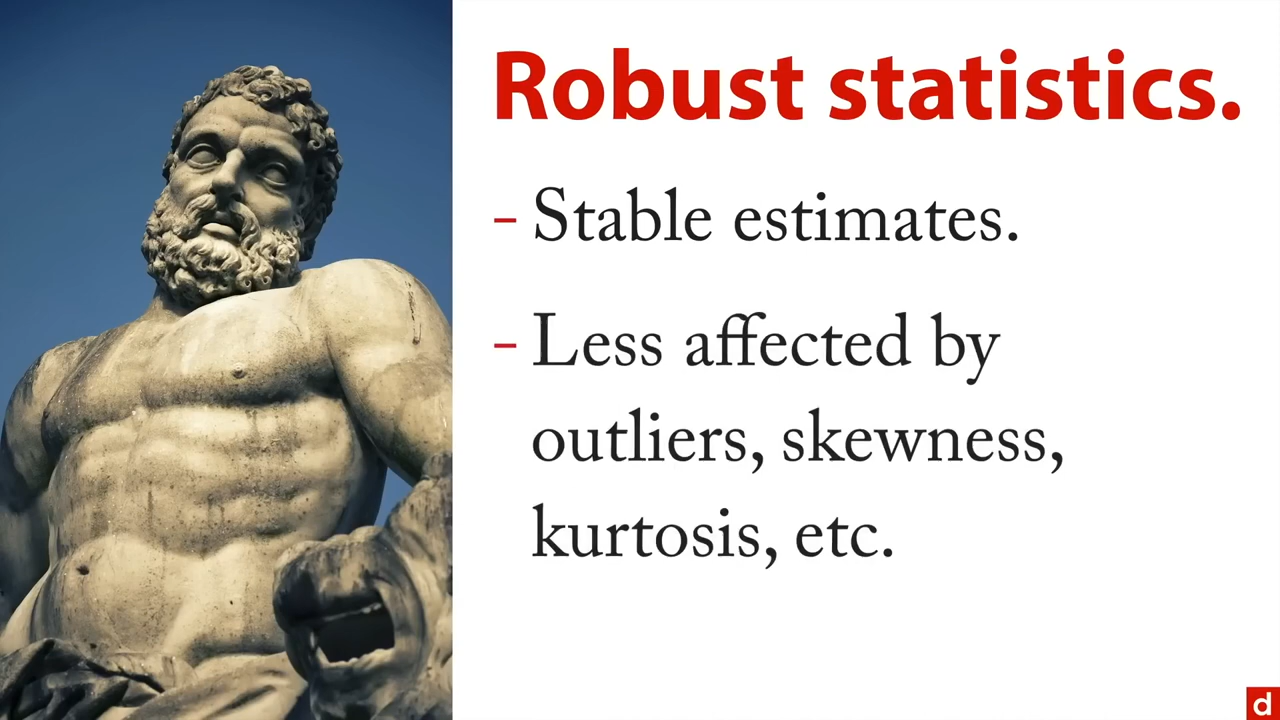 Robust statistics.
- Stable estimates.
- Less affected by
outliers, skewness,
kurtosis, etc.
d